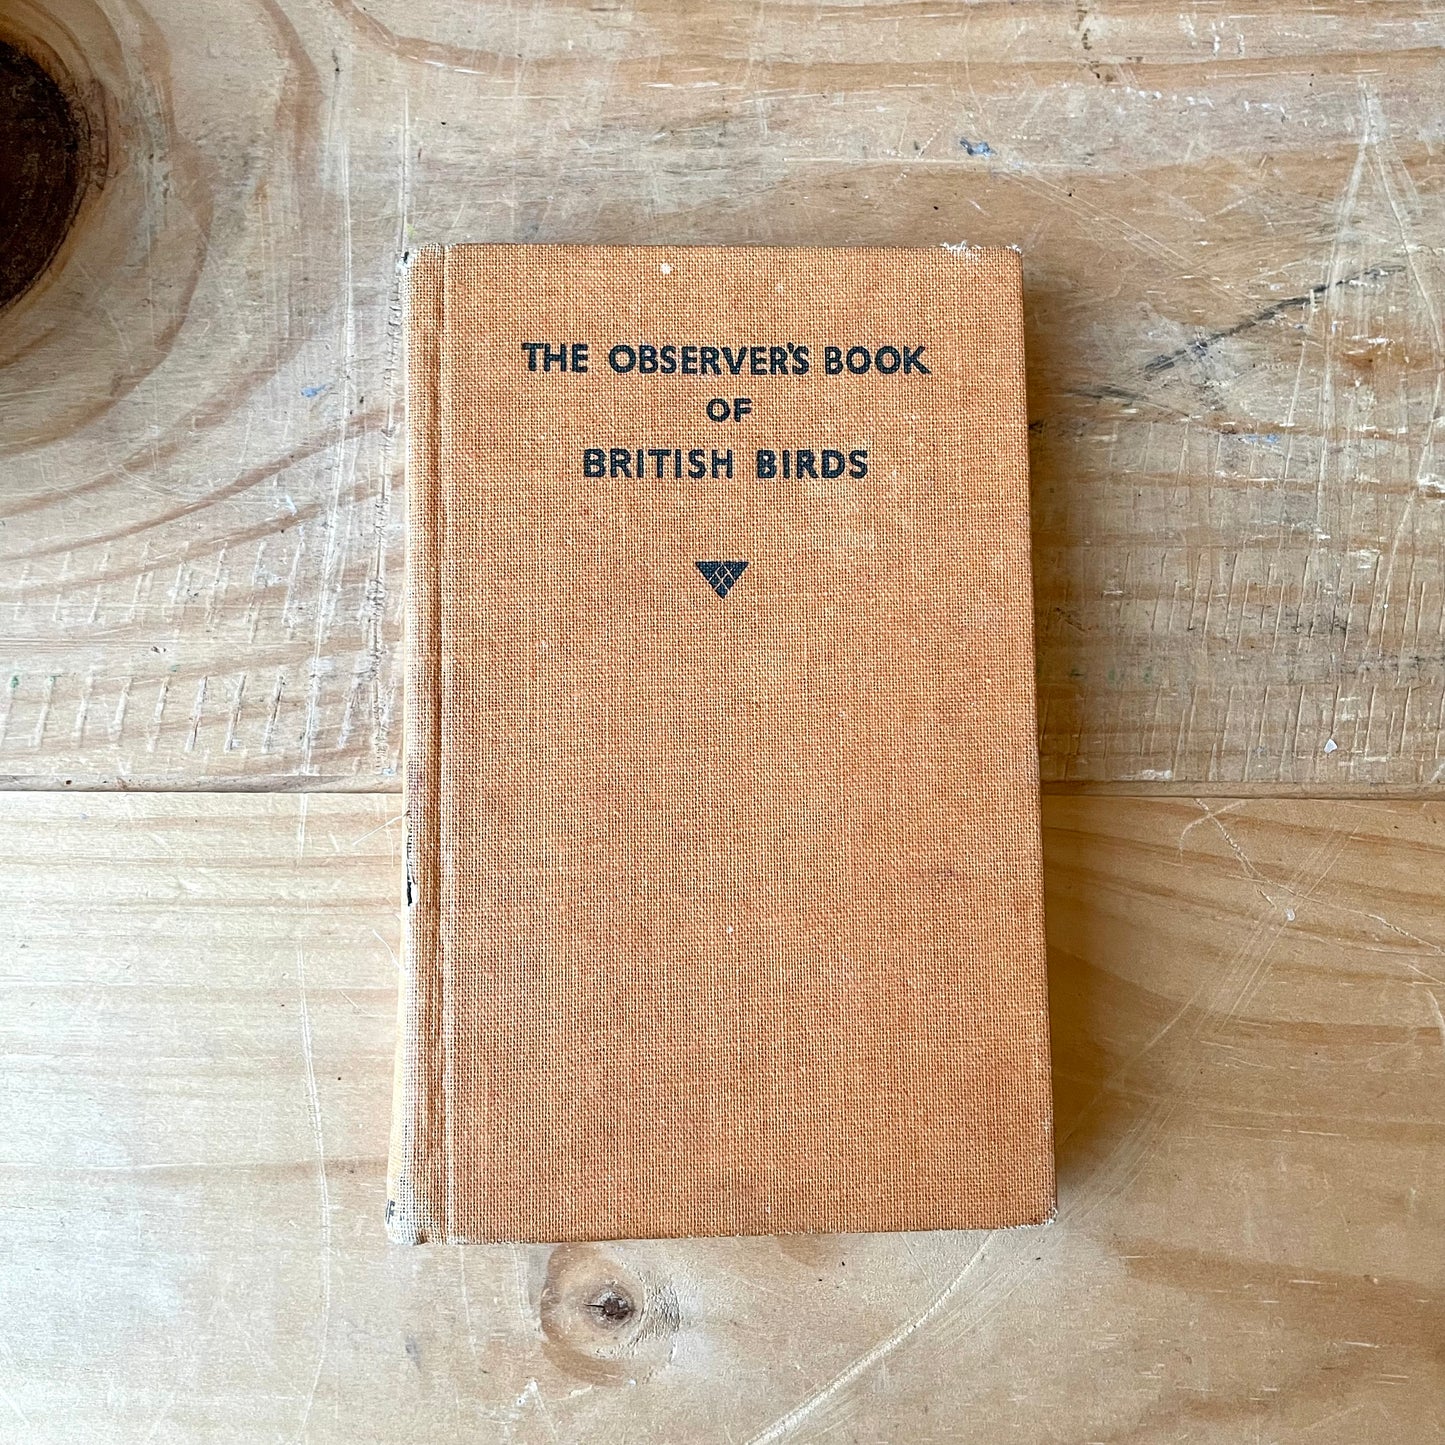 THE OBSERVER'S BOOK
OF
BRITISH BIRDS